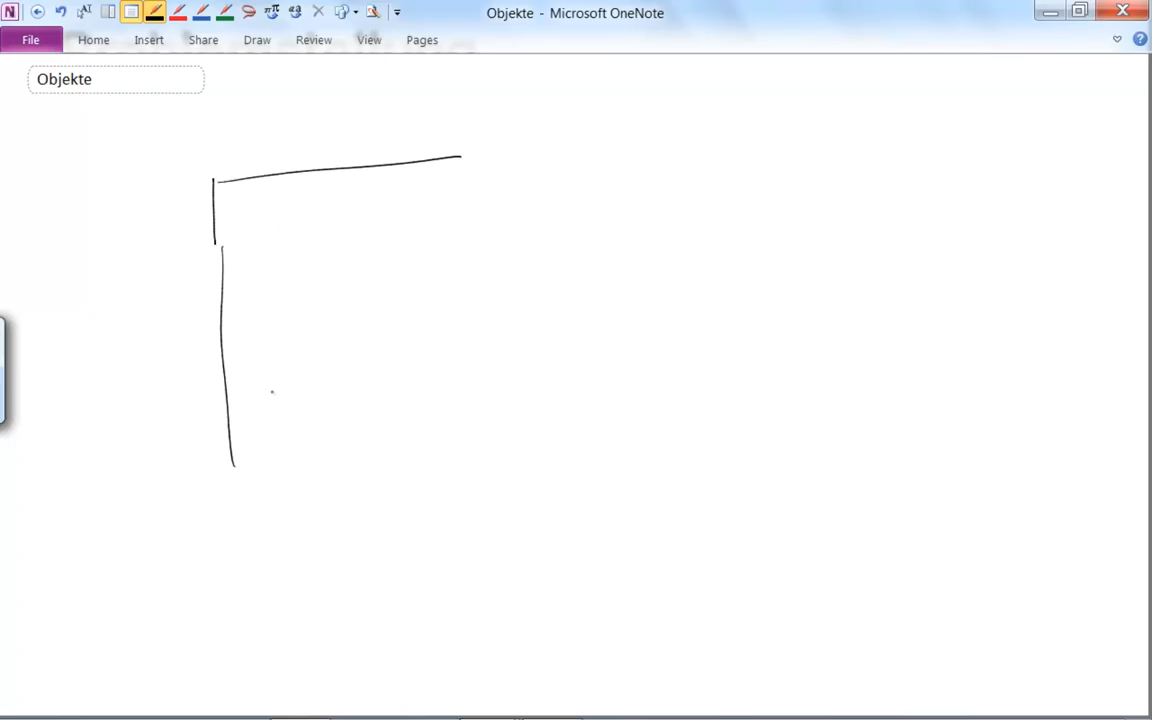 Objekte - Microsoft OneNote
File Home Insert Share Draw Review View Pages
Objekte